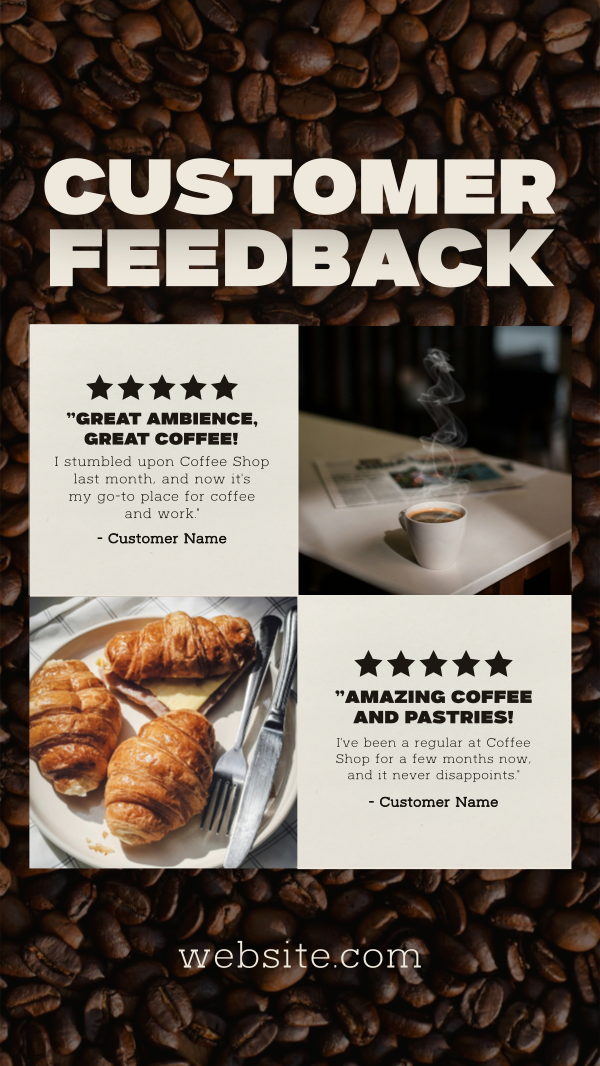 CUSTOMER
FEEDBACK
"GREAT AMBIENCE,
GREAT COFFEE!
I stumbled upon Coffee Shop
last month, and now it's
my go-to place for coffee
and work."
- Customer Name
"AMAZING COFFEE
AND PASTRIES!
I've been a regular at Coffee
Shop for a few months now,
and it never disappoints."
- Customer Name
website.com